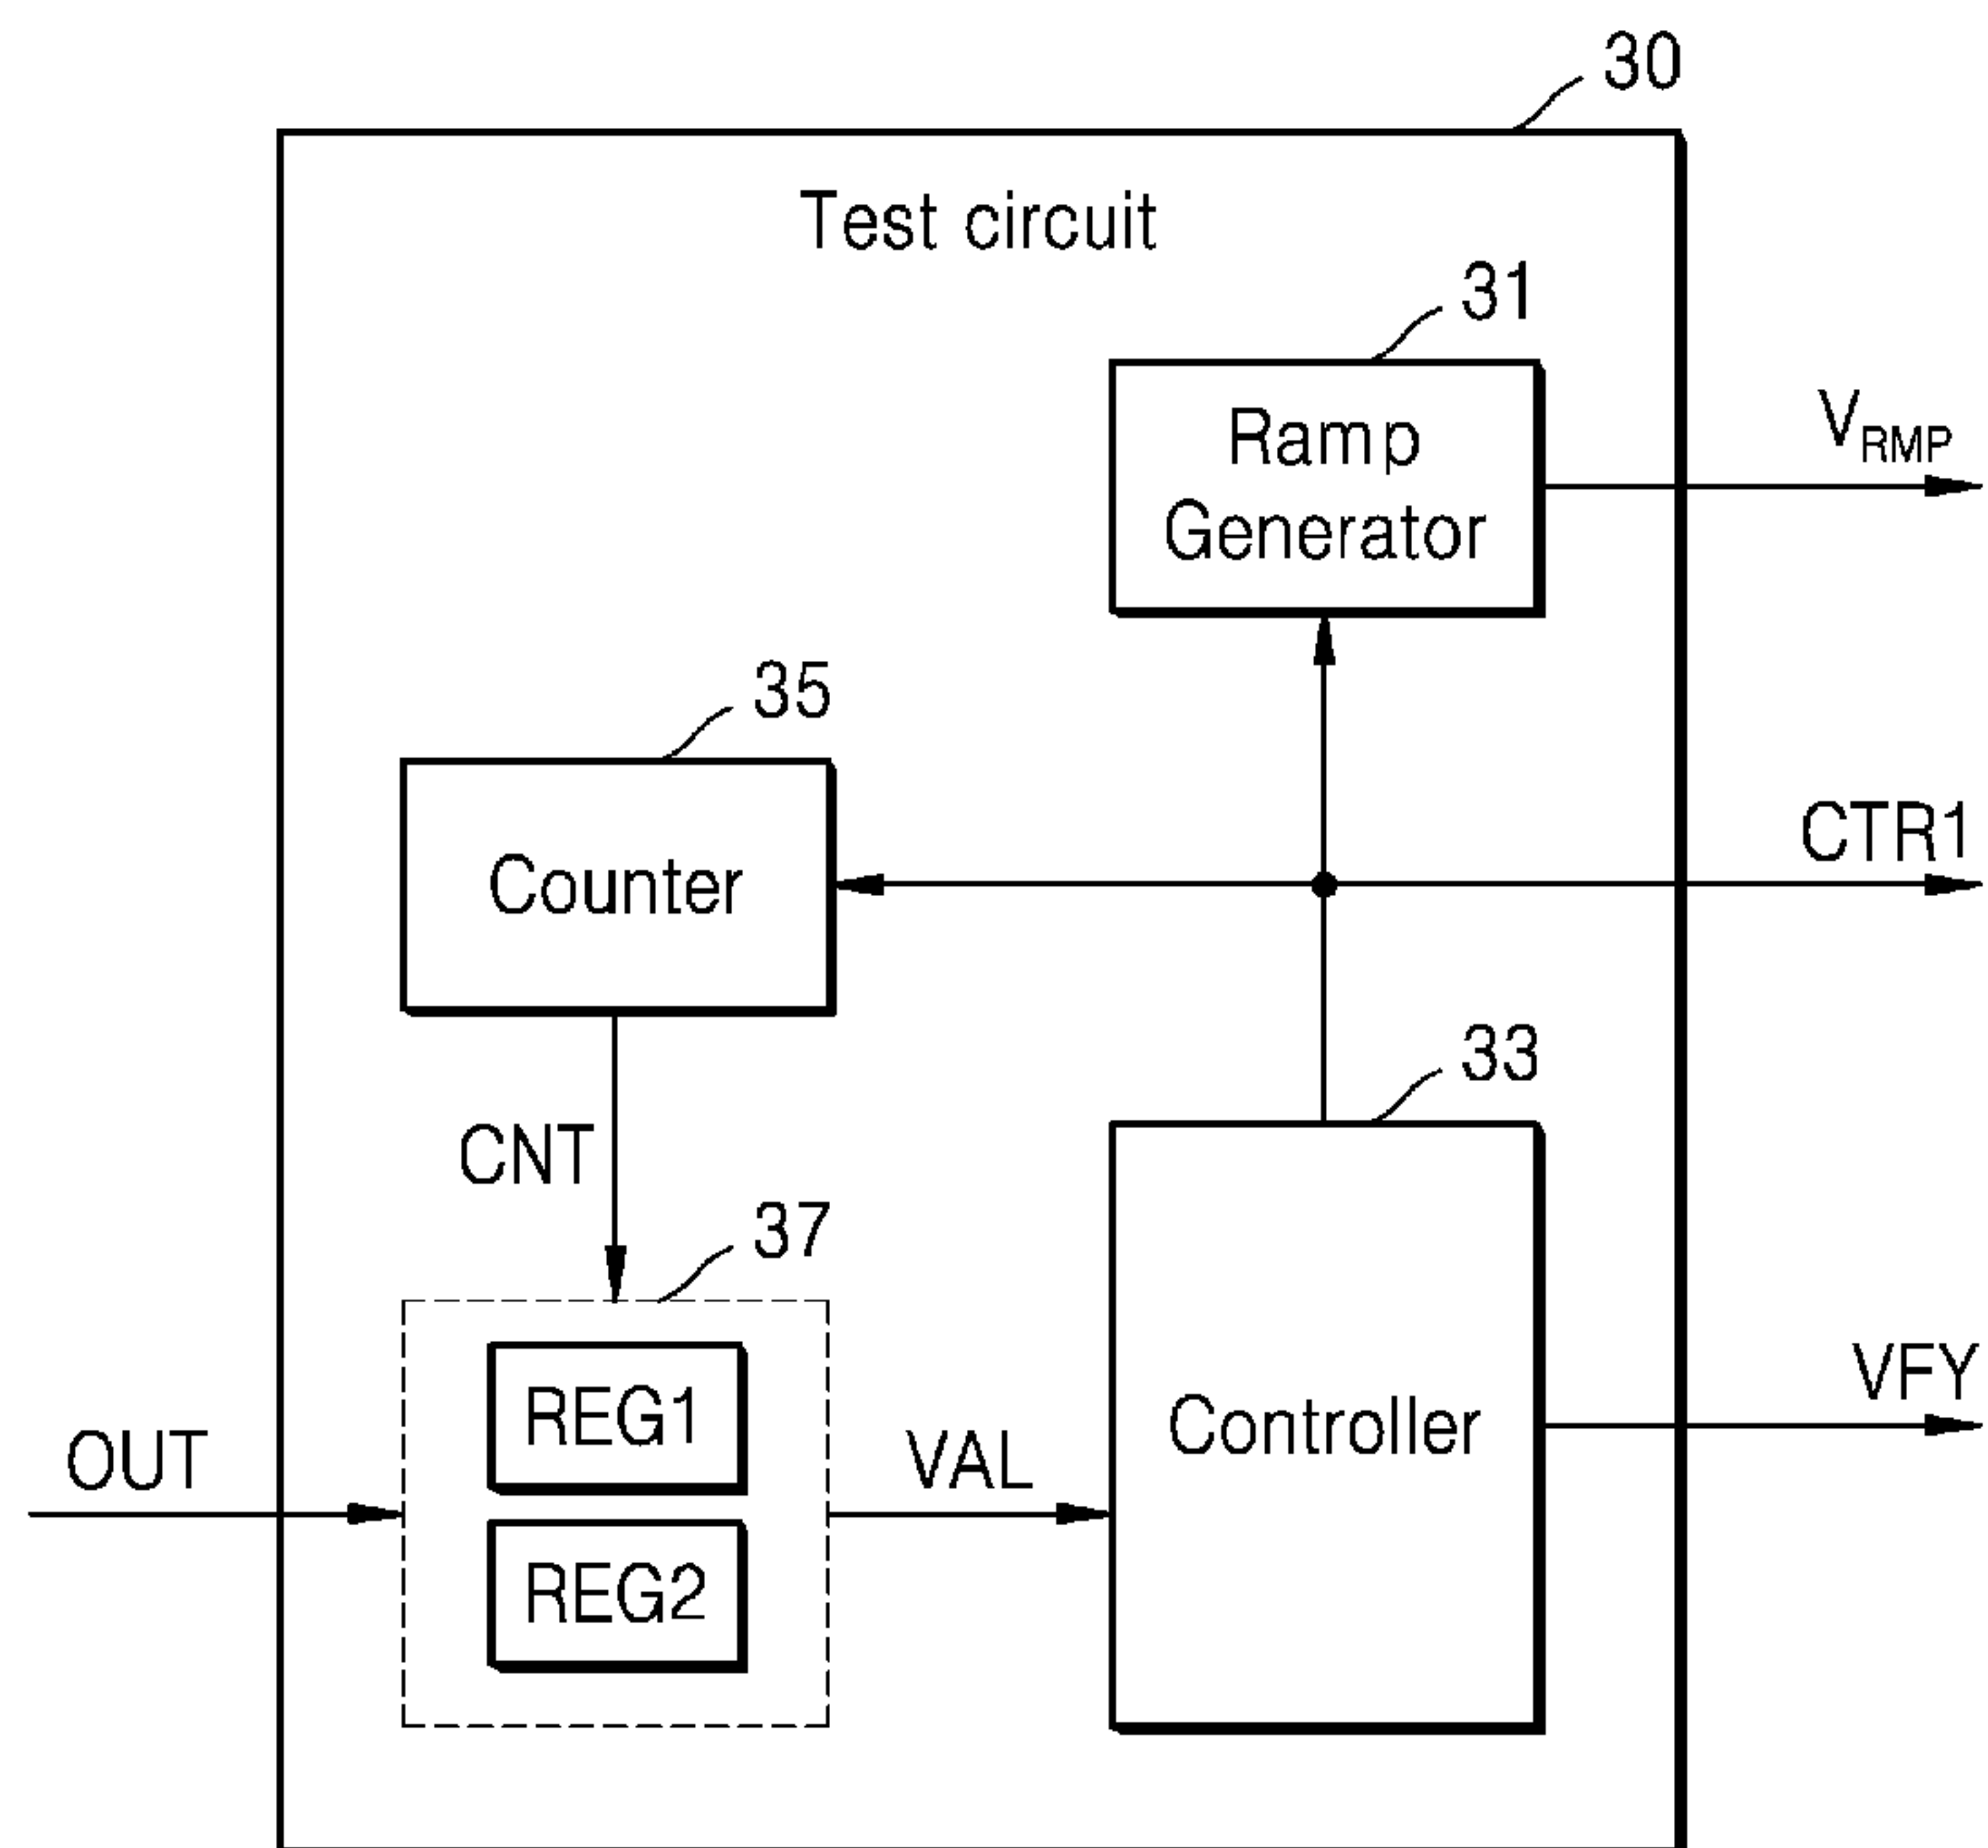 30
Test circuit
31
Ramp
Generator
VRMP
35
Counter
CTR1
33
CNT
37
REG1
Controller
VFY
OUT
VAL
REG2